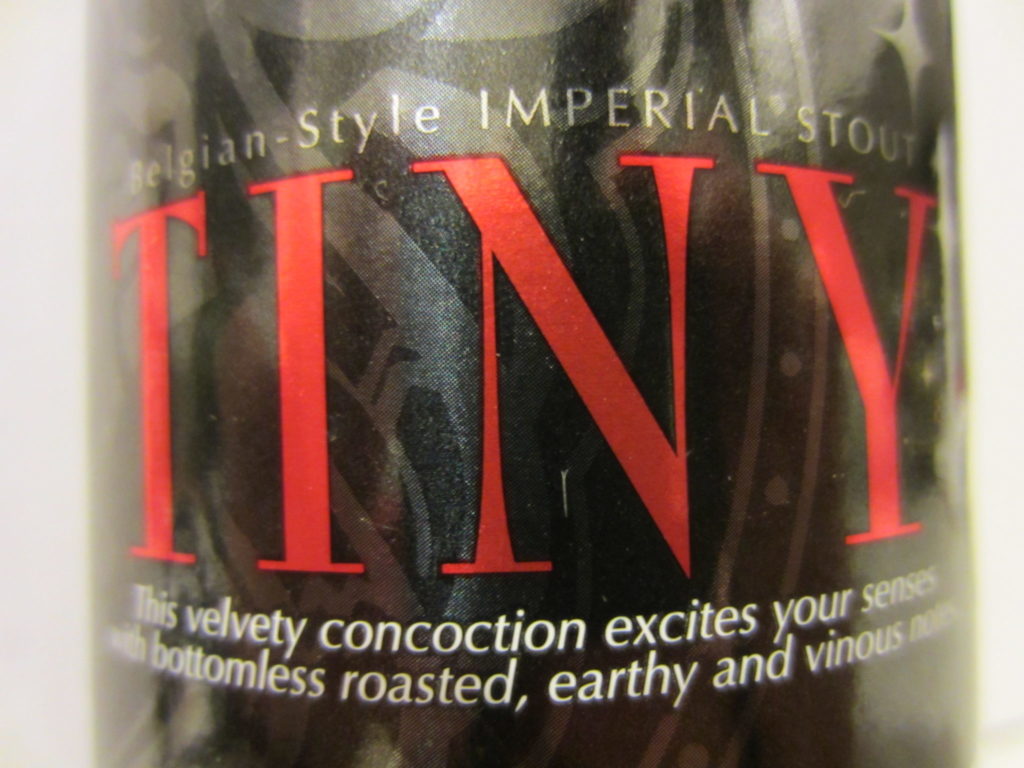 Belgian-Style IMPERIAL STOUT
TINY
This velvety concoction excites your senses
with bottomless roasted, earthy and vinous notes